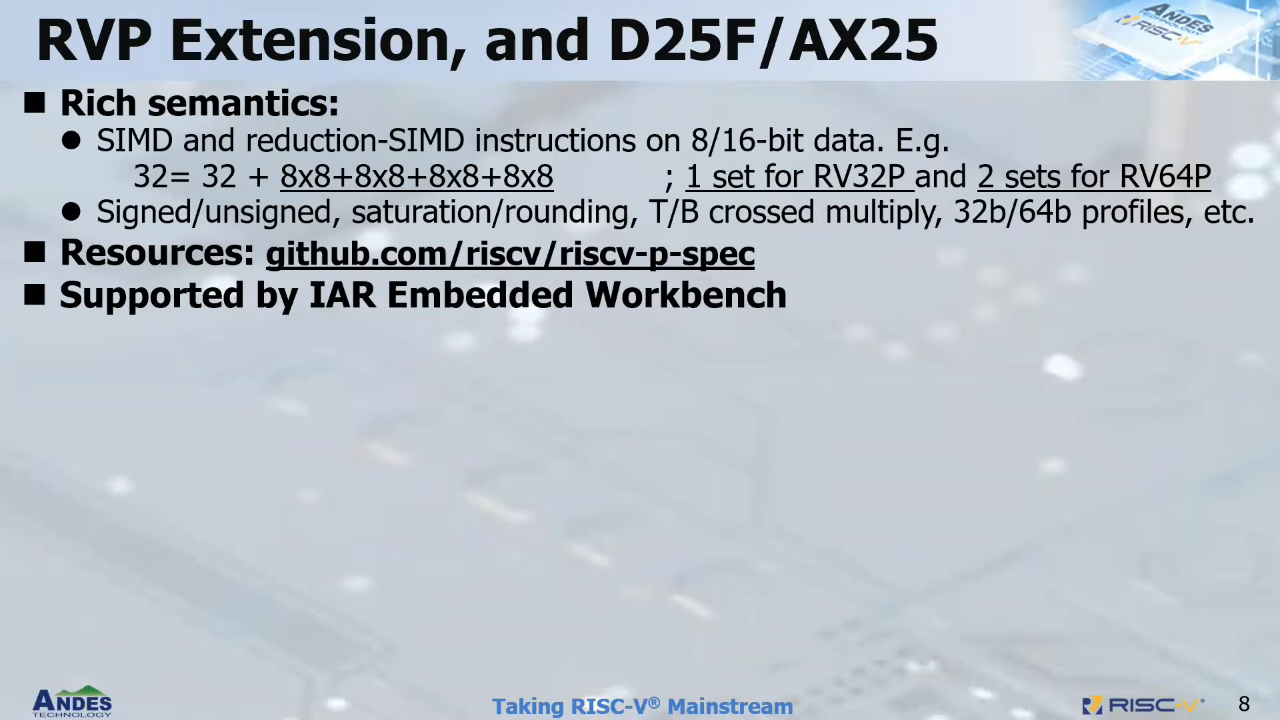 RVP Extension, and D25F/AX25
ANDES
TECHNOLOGY
RISC-V
■ Rich semantics:
● SIMD and reduction-SIMD instructions on 8/16-bit data. E.g.
32= 32 + 8x8+8x8+8x8+8x8 ; 1 set for RV32P and 2 sets for RV64P
● Signed/unsigned, saturation/rounding, T/B crossed multiply, 32b/64b profiles, etc.
■ Resources: github.com/riscv/riscv-p-spec
■ Supported by IAR Embedded Workbench
ANDES
TECHNOLOGY
Taking RISC-V® Mainstream
RISC-V
8